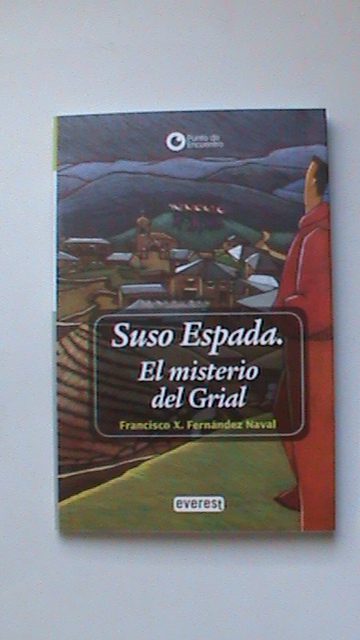 Punto de
Encuentro
Suso Espada.
El misterio
del Grial
Francisco X. Fernández Naval
everest